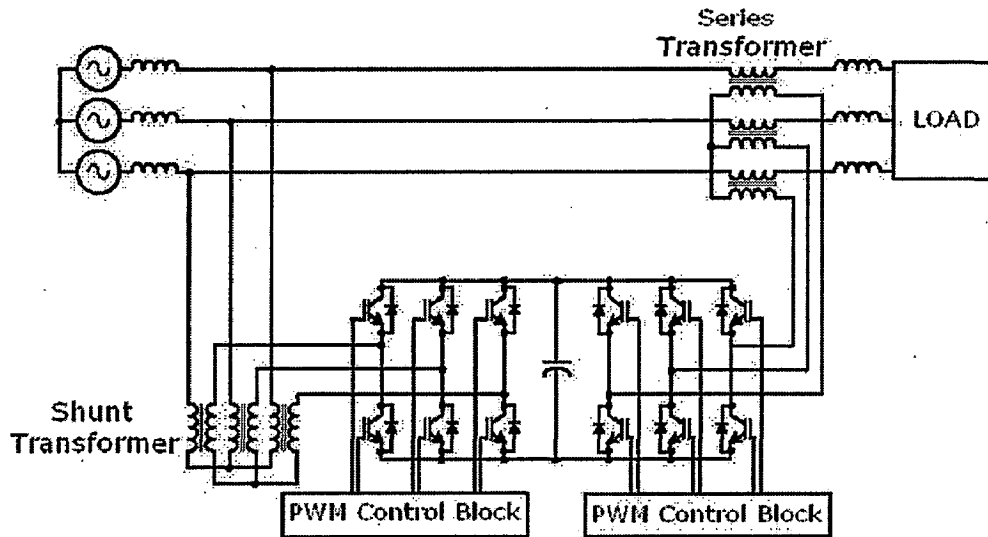 Series
Transformer
LOAD
Shunt
Transformer
PWM Control Block
PWM Control Block